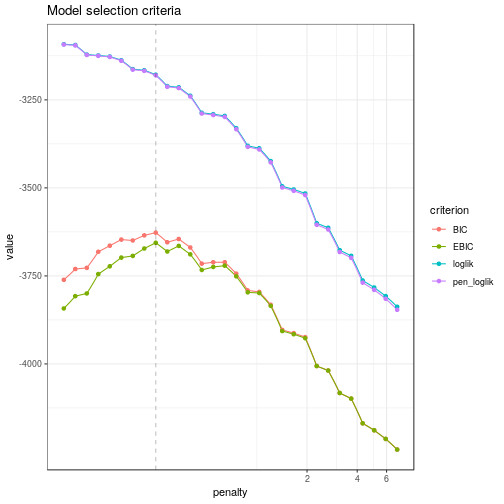 Model selection criteria
value
-3250
-3500
-3750
-4000
2 4 6
penalty
criterion
BIC
EBIC
loglik
pen_loglik